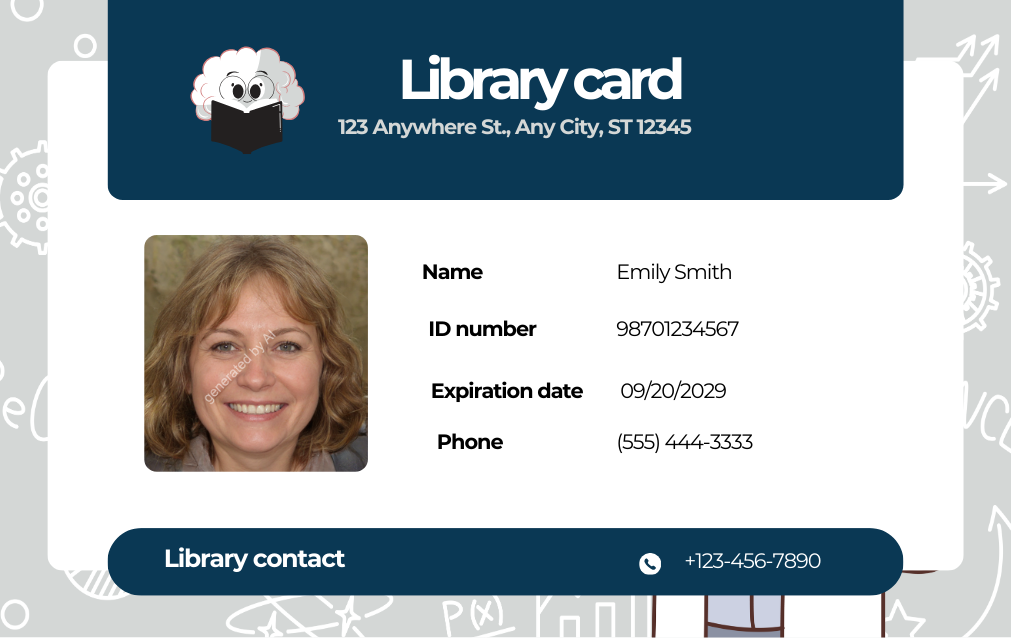 Library card
123 Anywhere St., Any City, ST 12345
generated by AI
Name Emily Smith
ID number 98701234567
Expiration date 09/20/2029
Phone (555) 444-3333
Library contact +123-456-7890
P(x)